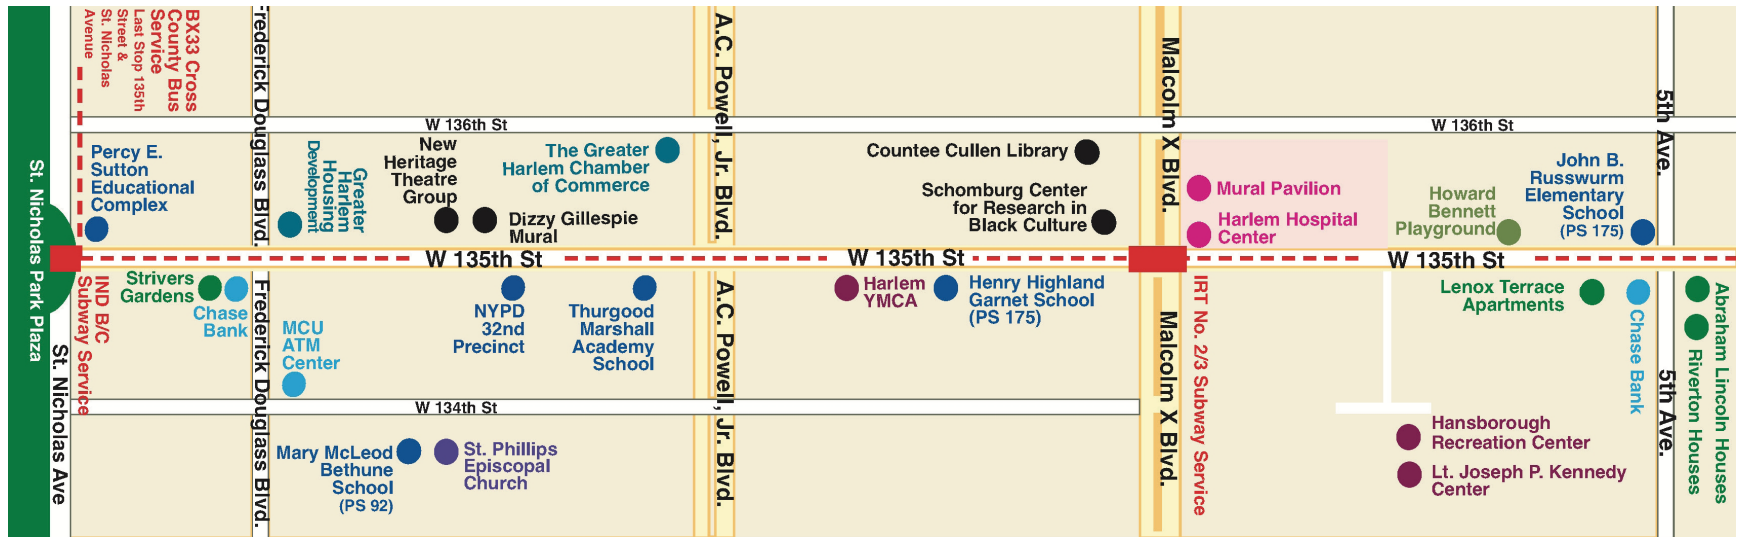 BX33 Cross
County Bus
Service
Last Stop 135th
Street &
St. Nicholas
Avenue
Frederick Douglass Blvd.
A.C. Powell, Jr. Blvd.
Malcolm X Blvd.
5th Ave.
W 136th St
W 136th St
Percy E.
Sutton
Educational
Complex
Greater
Harlem
Housing
Development
New
Heritage
Theatre
Group
Dizzy Gillespie
Mural
The Greater
Harlem Chamber
of Commerce
Countee Cullen Library
Schomburg Center
for Research in
Black Culture
Mural Pavilion
Harlem Hospital
Center
Howard
Bennett
Playground
John B.
Russwurm
Elementary
School
(PS 175)
St. Nicholas Park Plaza
W 135th St
W 135th St
W 135th St
St. Nicholas Ave
IND B/C
Subway Service
Strivers
Gardens
Chase
Bank
Frederick Douglass Blvd.
MCU
ATM
Center
NYPD
32nd
Precinct
Thurgood
Marshall
Academy
School
A.C. Powell, Jr. Blvd.
Harlem
YMCA
Henry Highland
Garnet School
(PS 175)
Malcolm X Blvd.
IRT No. 2/3 Subway Service
Lenox Terrace
Apartments
Chase Bank
5th Ave.
Abraham Lincoln Houses
Riverton Houses
W 134th St
Mary McLeod
Bethune
School
(PS 92)
St. Phillips
Episcopal
Church
Hansborough
Recreation Center
Lt. Joseph P. Kennedy
Center